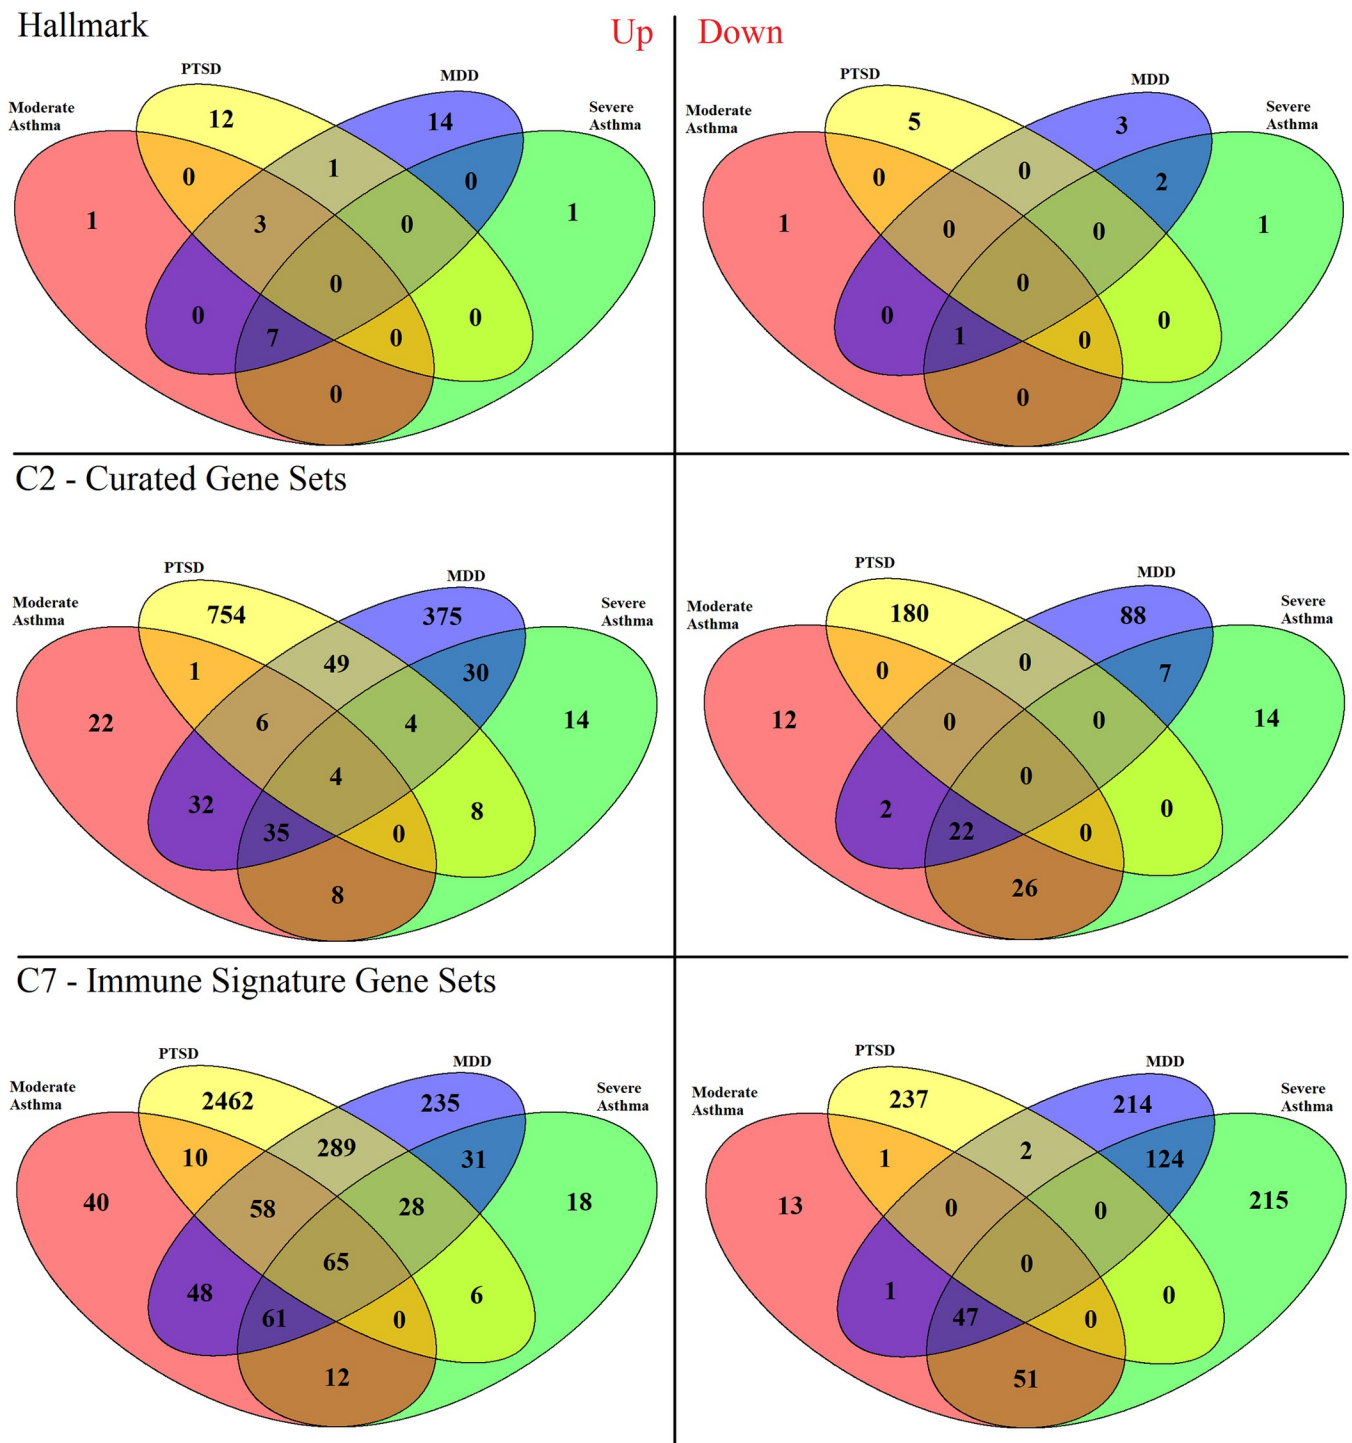 Hallmark
Up
Down
PTSD
MDD
Moderate
Asthma
Severe
Asthma
12
14
0
1
0
1
3
0
1
0
0
0
7
0
0
PTSD
MDD
Moderate
Asthma
Severe
Asthma
5
3
0
0
2
1
0
0
1
0
0
0
1
0
0
C2 - Curated Gene Sets
PTSD
MDD
Moderate
Asthma
Severe
Asthma
754
375
1
49
30
22
6
4
14
4
32
8
35
0
8
PTSD
MDD
Moderate
Asthma
Severe
Asthma
180
88
0
0
7
12
0
0
14
0
2
0
22
0
26
C7 - Immune Signature Gene Sets
PTSD
MDD
Moderate
Asthma
Severe
Asthma
2462
235
10
289
31
40
58
28
18
65
48
6
61
0
12
PTSD
MDD
Moderate
Asthma
Severe
Asthma
237
214
1
2
124
13
0
0
215
0
1
0
47
0
51